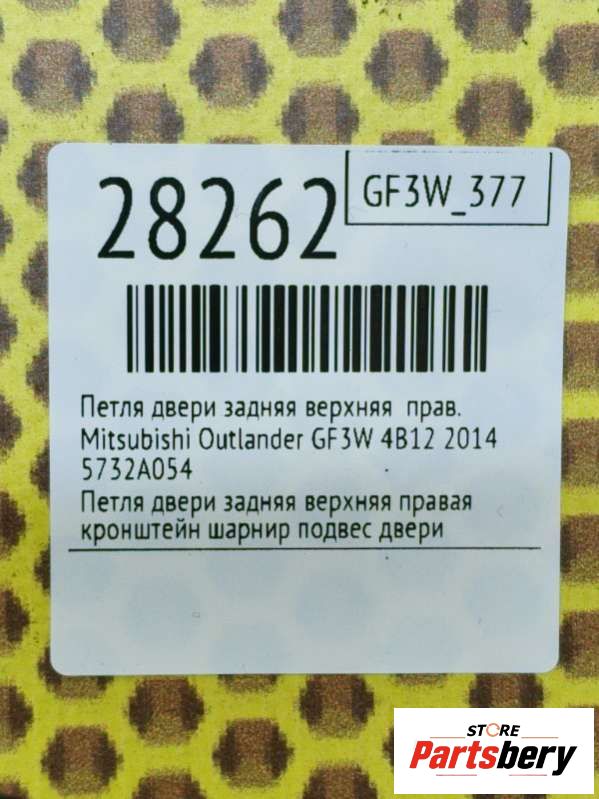 28262
GF3W_377
Петля двери задняя верхняя прав.
Mitsubishi Outlander GF3W 4B12 2014
5732A054
Петля двери задняя верхняя правая
кронштейн шарнир подвес двери
STORE
Partsbery